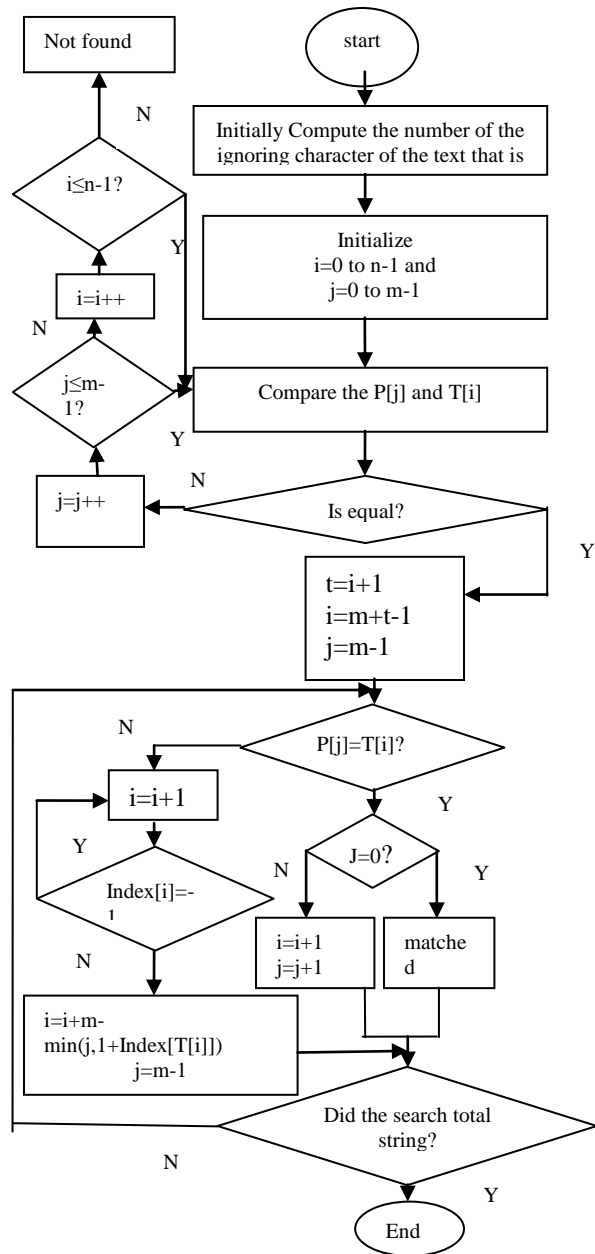 Not found
start
N
Initially Compute the number of the
ignoring character of the text that is
i≤n-1?
Y
Initialize
i=0 to n-1 and
j=0 to m-1
i=i++
N
j≤m-
1?
Compare the P[j] and T[i]
Y
N
j=j++
Is equal?
Y
t=i+1
i=m+t-1
j=m-1
N
P[j]=T[i]?
i=i+1
Y
Y
J=0?
N
Y
Index[i]=-
1
N
i=i+1
j=j+1
matche
d
i=i+m-
min(j,1+Index[T[i]])
j=m-1
Did the search total
string?
N
Y
End